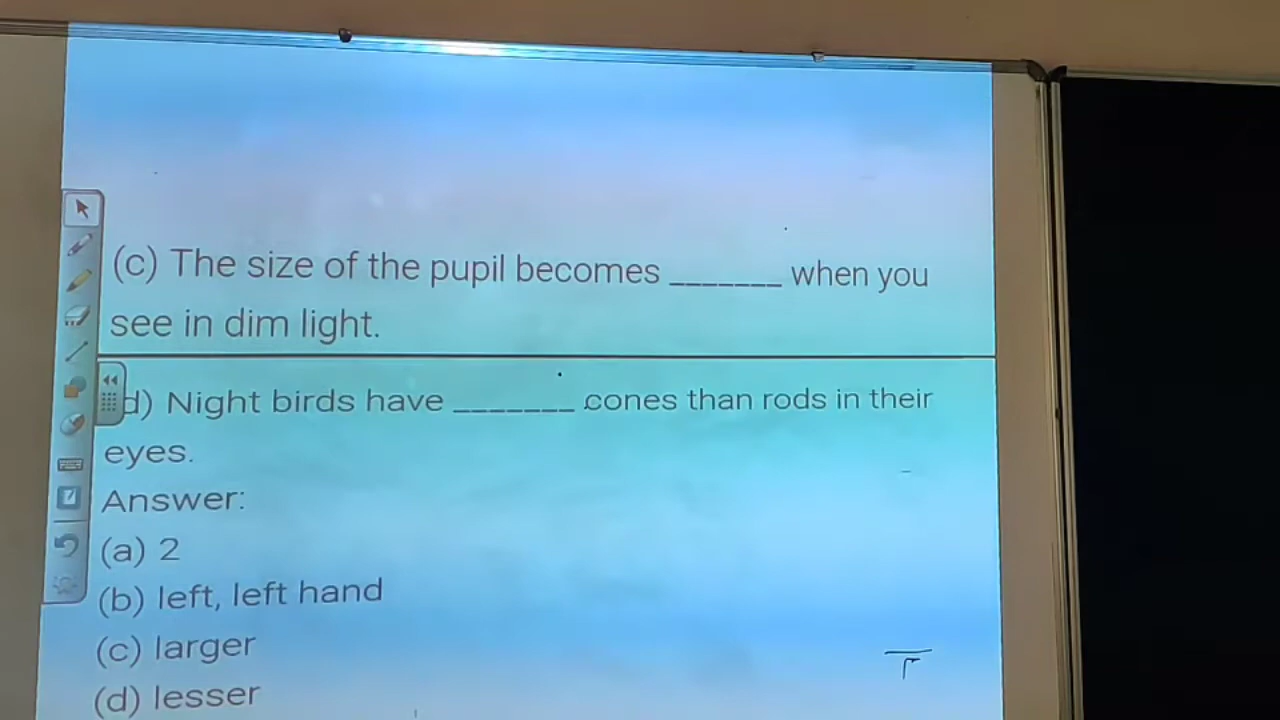 (c) The size of the pupil becomes _______ when you
see in dim light.
d) Night birds have _______ cones than rods in their
eyes.
Answer:
(a) 2
(b) left, left hand
(c) larger
(d) lesser